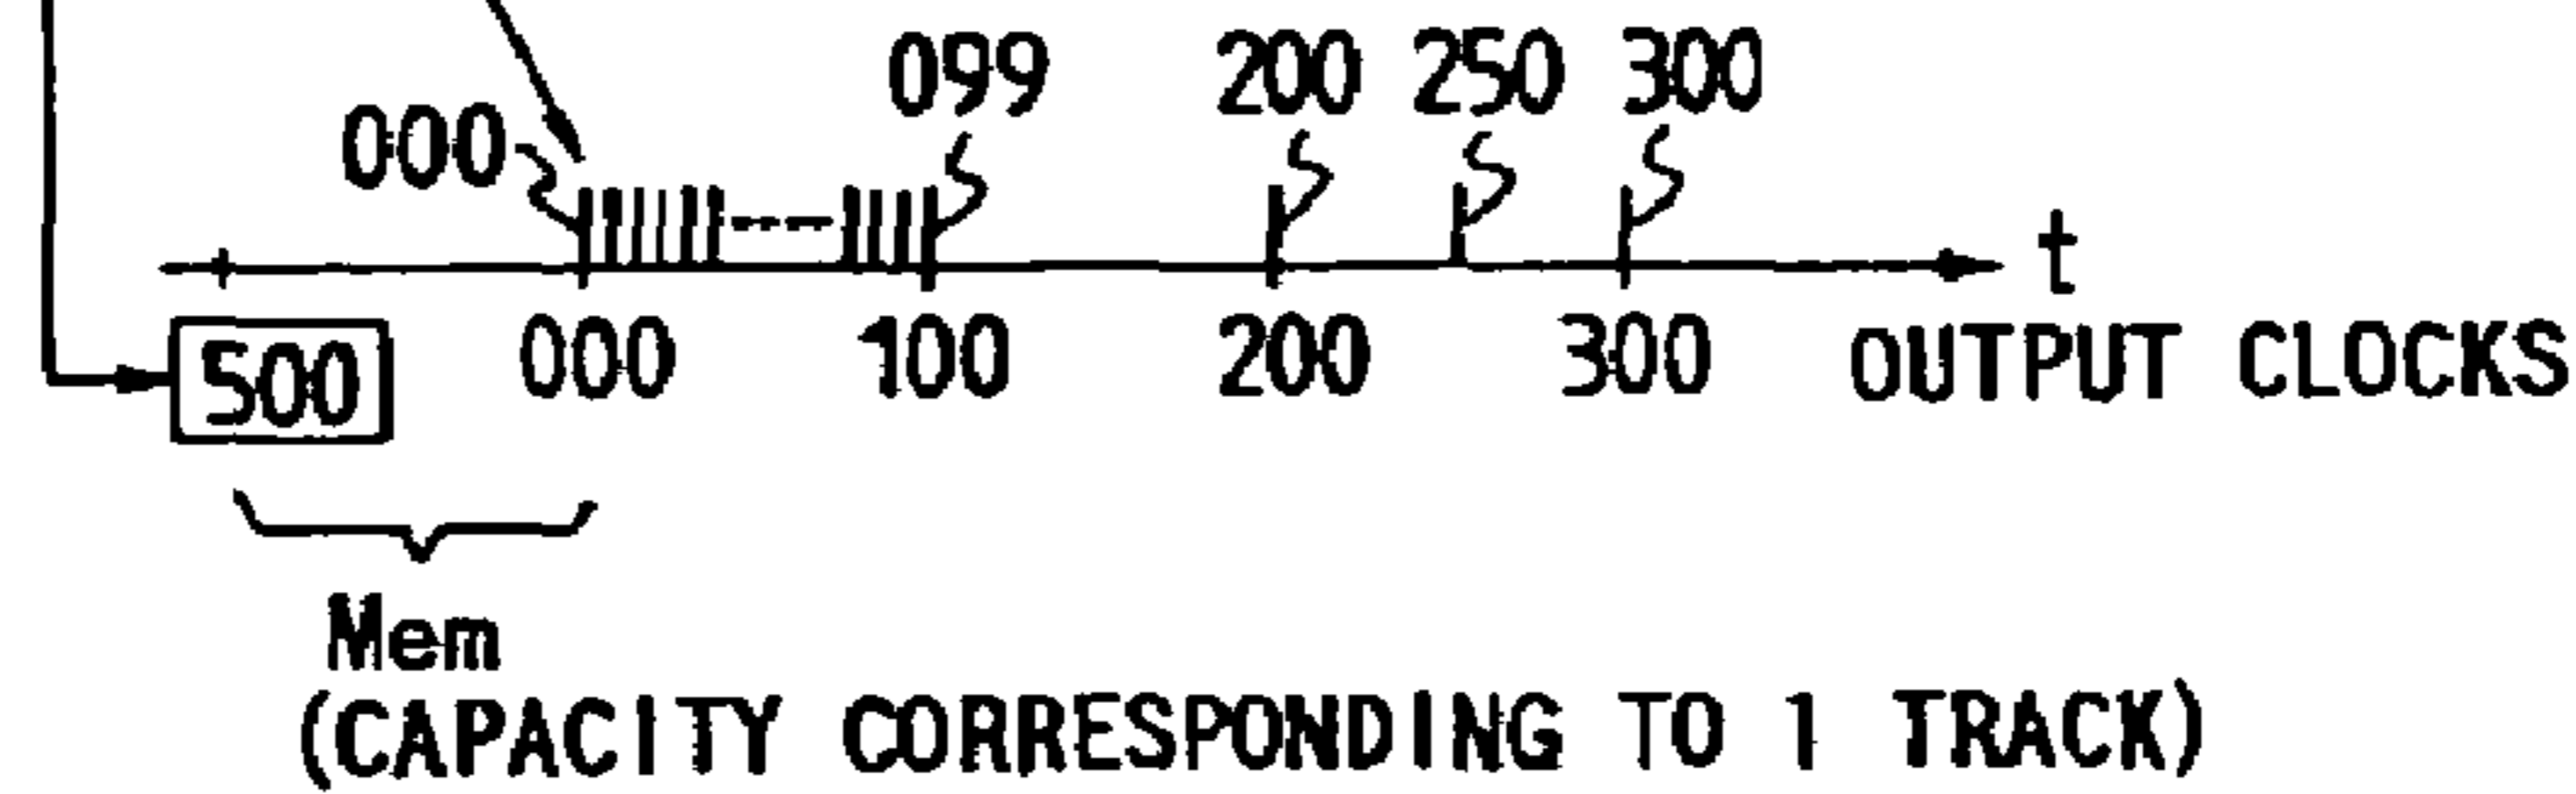 099 200 250 300
000
t
500 000 100 200 300 OUTPUT CLOCKS
Mem
(CAPACITY CORRESPONDING TO 1 TRACK)